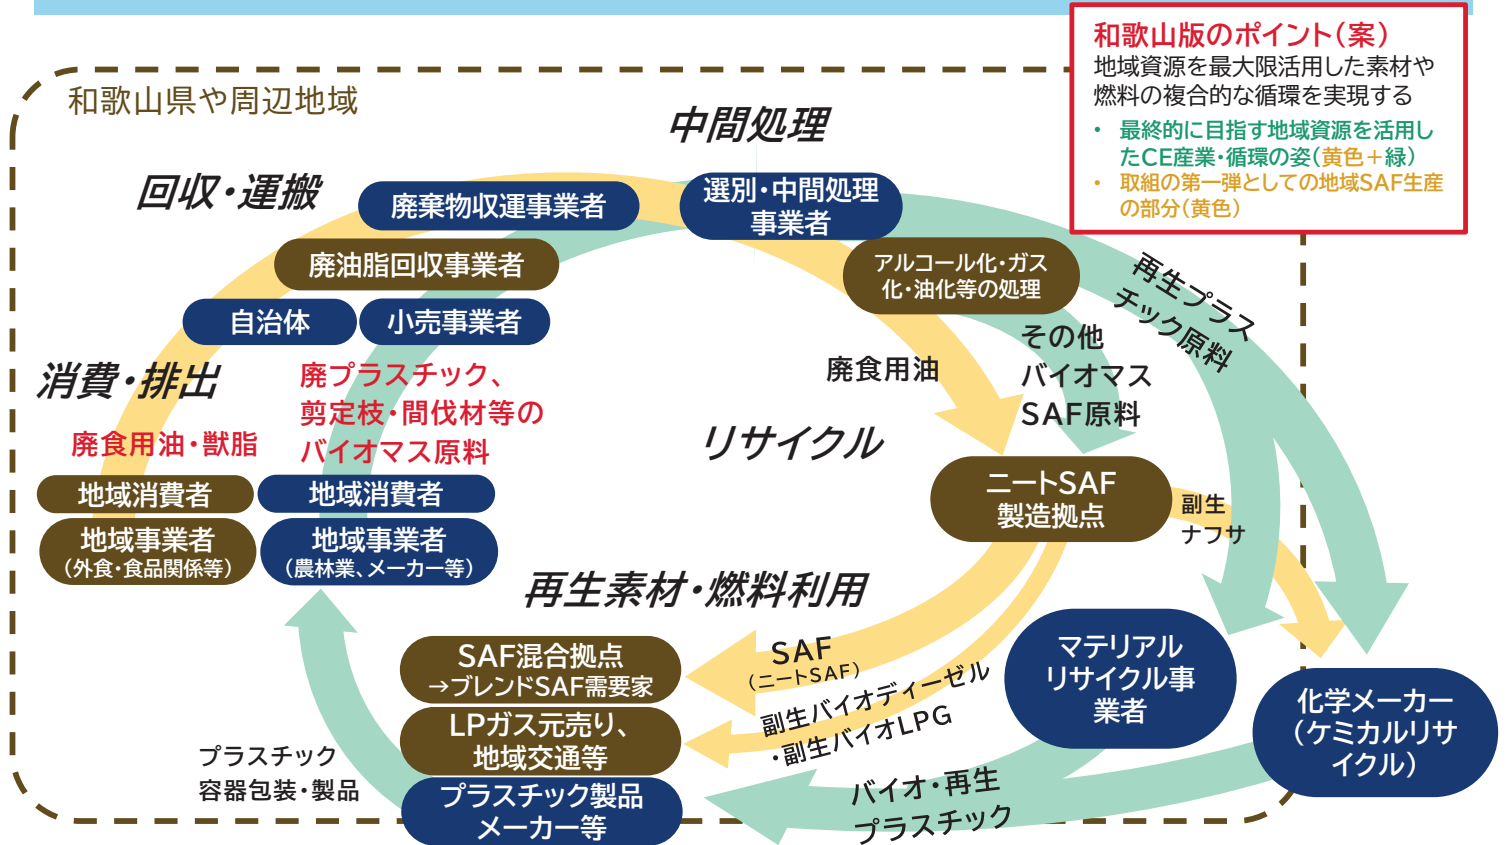 和歌山版のポイント（案）
地域資源を最大限活用した素材や
燃料の複合的な循環を実現する
• 最終的に目指す地域資源を活用し
たCE産業・循環の姿（黄色＋緑）
• 取組の第一弾としての地域SAF生産
の部分（黄色）
和歌山県や周辺地域
中間処理
回収・運搬
廃棄物収運事業者
選別・中間処理
事業者
廃油脂回収事業者
アルコール化・ガス
化・油化等の処理
自治体
小売事業者
再生プラス
チック原料
消費・排出
廃プラスチック、
剪定枝・間伐材等の
バイオマス原料
廃食用油・獣脂
廃食用油
その他
バイオマス
SAF原料
リサイクル
地域消費者
地域消費者
地域事業者
（外食・食品関係等）
地域事業者
（農林業、メーカー等）
ニートSAF
製造拠点
副生
ナフサ
再生素材・燃料利用
SAF混合拠点
→ブレンドSAF需要家
SAF
（ニートSAF）
LPガス元売り、
地域交通等
副生バイオディーゼル
・副生バイオLPG
マテリアル
リサイクル事
業者
化学メーカー
（ケミカルリサ
イクル）
プラスチック
容器包装・製品
プラスチック製品
メーカー等
バイオ・再生
プラスチック